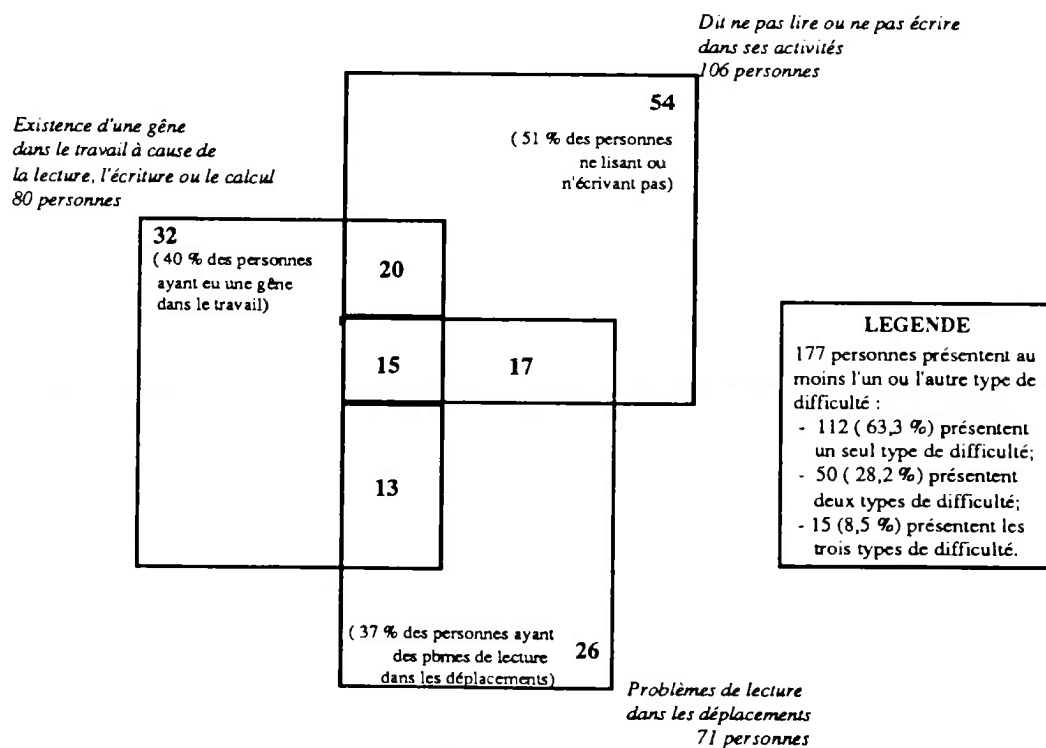 Dit ne pas lire ou ne pas écrire
dans ses activités
106 personnes
54
( 51 % des personnes
ne lisant ou
n'écrivant pas)
Existence d'une gêne
dans le travail à cause de
la lecture, l'écriture ou le calcul
80 personnes
32
( 40 % des personnes
ayant eu une gêne
dans le travail)
20
15
17
13
LEGENDE
177 personnes présentent au
moins l'un ou l'autre type de
difficulté :
- 112 ( 63,3 %) présentent
un seul type de difficulté;
- 50 ( 28,2 %) présentent
deux types de difficulté;
- 15 (8,5 %) présentent les
trois types de difficulté.
( 37 % des personnes ayant
des pbmes de lecture
dans les déplacements)
26
Problèmes de lecture
dans les déplacements
71 personnes